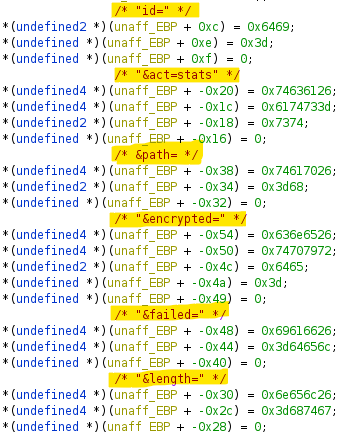 /* "id=" */
*(undefined2 *)(unaff_EBP + 0xc) = 0x6469;
*(undefined *)(unaff_EBP + 0xe) = 0x3d;
*(undefined *)(unaff_EBP + 0xf) = 0;
/* "&act=stats" &/
*(undefined4 *)(unaff_EBP + -0x20) = 0x74636126;
*(undefined4 *)(unaff_EBP + -0x1c) = 0x6174733d;
*(undefined2 *)(unaff_EBP + -0x18) = 0x7374;
*(undefined *)(unaff_EBP + -0x16) = 0;
/* &path= */
*(undefined4 *)(unaff_EBP + -0x38) = 0x74617026;
*(undefined2 *)(unaff_EBP + -0x34) = 0x3d68;
*(undefined *)(unaff_EBP + -0x32) = 0;
/* "&encrypted=" */
*(undefined4 *)(unaff_EBP + -0x54) = 0x636e6526;
*(undefined4 *)(unaff_EBP + -0x50) = 0x74707972;
*(undefined2 *)(unaff_EBP + -0x4c) = 0x6465;
*(undefined *)(unaff_EBP + -0x4a) = 0x3d;
*(undefined *)(unaff_EBP + -0x49) = 0;
/* "&failed=" */
*(undefined4 *)(unaff_EBP + -0x48) = 0x69616626;
*(undefined4 *)(unaff_EBP + -0x44) = 0x3d64656c;
*(undefined *)(unaff_EBP + -0x40) = 0;
/* "&length=" */
*(undefined4 *)(unaff_EBP + -0x30) = 0x6e656c26;
*(undefined4 *)(unaff_EBP + -0x2c) = 0x3d687467;
*(undefined *)(unaff_EBP + -0x28) = 0;